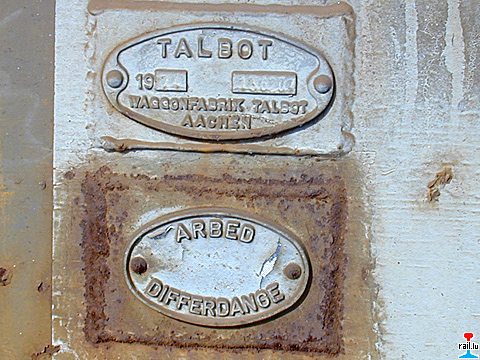 TALBOT
19
WAGGONFABRIK TALBOT
AACHEN
ARBED
DIFFERDANGE
rail.lu